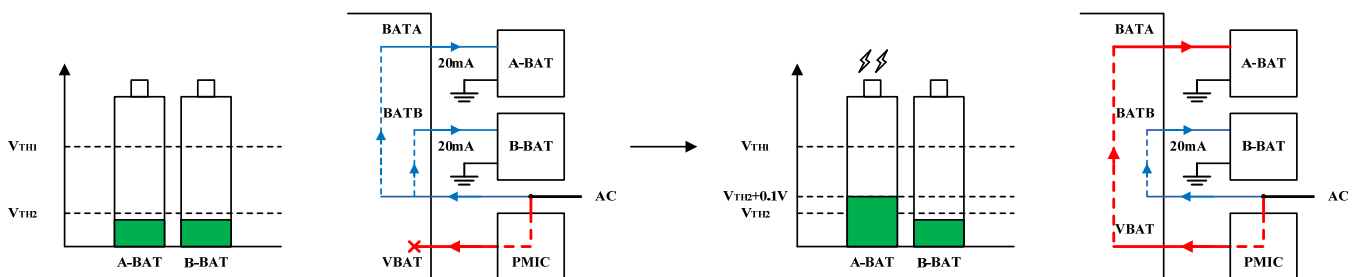 VTH1
VTH2
A-BAT
B-BAT
BATA
20mA
A-BAT
BATB
20mA
B-BAT
AC
VBAT
PMIC
VTH1
VTH2+0.1V
VTH2
A-BAT
B-BAT
BATA
A-BAT
BATB
20mA
B-BAT
AC
VBAT
PMIC